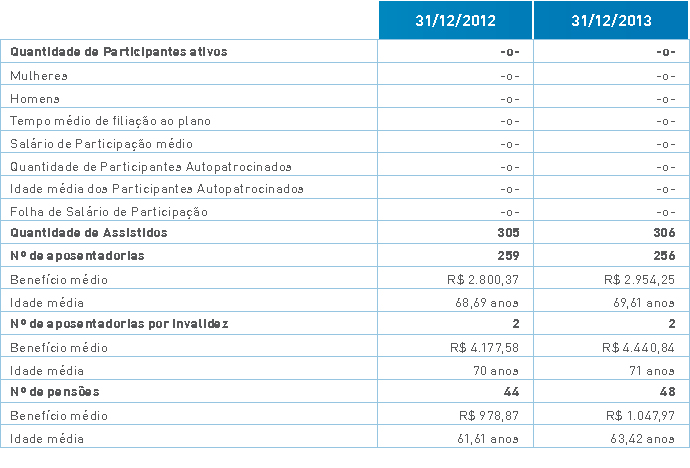 31/12/2012 31/12/2013
Quantidade de Participantes ativos -o- -o-
Mulheres -o- -o-
Homens -o- -o-
Tempo médio de filiação ao plano -o- -o-
Salário de Participação médio -o- -o-
Quantidade de Participantes Autopatrocinados -o- -o-
Idade média dos Participantes Autopatrocinados -o- -o-
Folha de Salário de Participação -o- -o-
Quantidade de Assistidos 305 306
Nº de aposentadorias 259 256
Benefício médio R$ 2.800,37 R$ 2.954,25
Idade média 68,69 anos 69,61 anos
Nº de aposentadorias por invalidez 2 2
Benefício médio R$ 4.177,58 R$ 4.440,84
Idade média 70 anos 71 anos
Nº de pensões 44 48
Benefício médio R$ 978,87 R$ 1.047,97
Idade média 61,61 anos 63,42 anos